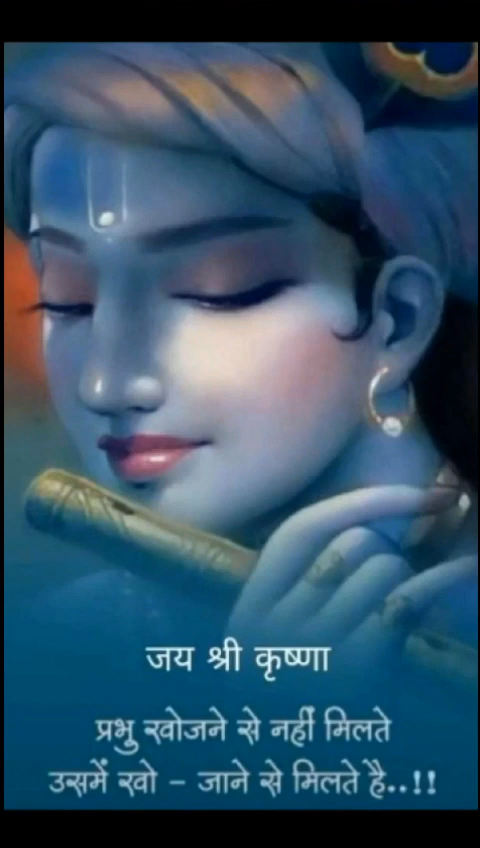 जय श्री कृष्णा
प्रभु खोजने से नहीं मिलते
उसमें खो – जाने से मिलते है..!!